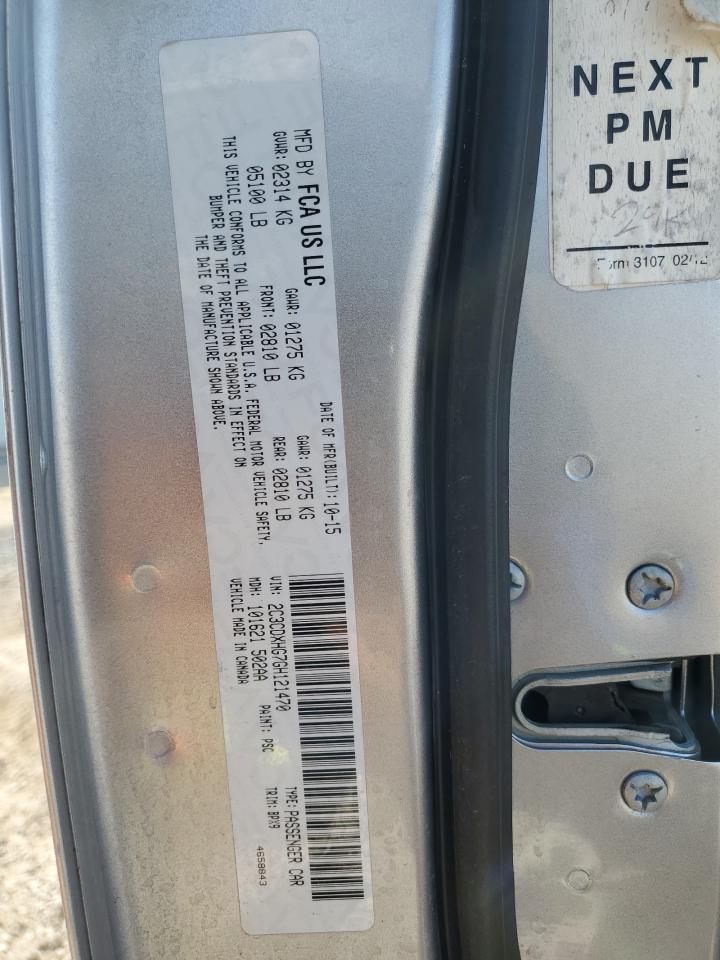 MFD BY FCA US LLC
DATE OF MFR(BUILT): 10-15
GVWR: 02314 KG
GAWR: 01275 KG
GAWR: 01275 KG
05100 LB
FRONT: 02810 LB
REAR: 02810 LB
THIS VEHICLE CONFORMS TO ALL APPLICABLE U.S.A. FEDERAL MOTOR VEHICLE SAFETY,
BUMPER AND THEFT PREVENTION STANDARDS IN EFFECT ON
THE DATE OF MANUFACTURE SHOWN ABOVE.
VIN: 2C3CDXHG7GH121470
TYPE: PASSENGER CAR
MDH: 101621 502AA
PAINT: PSC
TRIM: BPX9
VEHICLE MADE IN CANADA
4658843
NEXT
PM
DUE
Form 3107 02/12